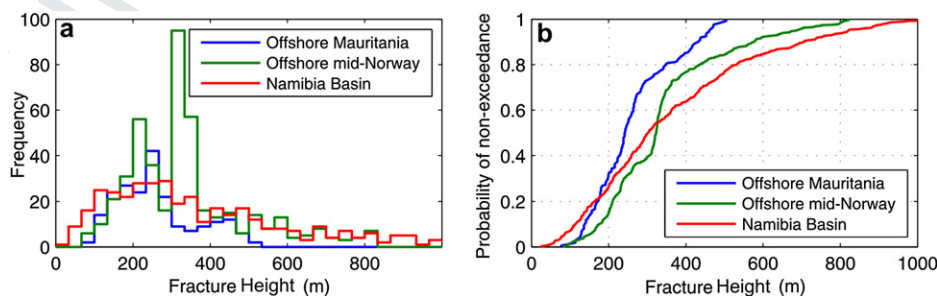 a
Frequency
100
80
60
40
20
0
Offshore Mauritania
Offshore mid-Norway
Namibia Basin
0 200 400 600 800
Fracture Height (m)
b
Probability of non-exceedance
1
0.8
0.6
0.4
0.2
0
Offshore Mauritania
Offshore mid-Norway
Namibia Basin
0 200 400 600 800 1000
Fracture Height (m)